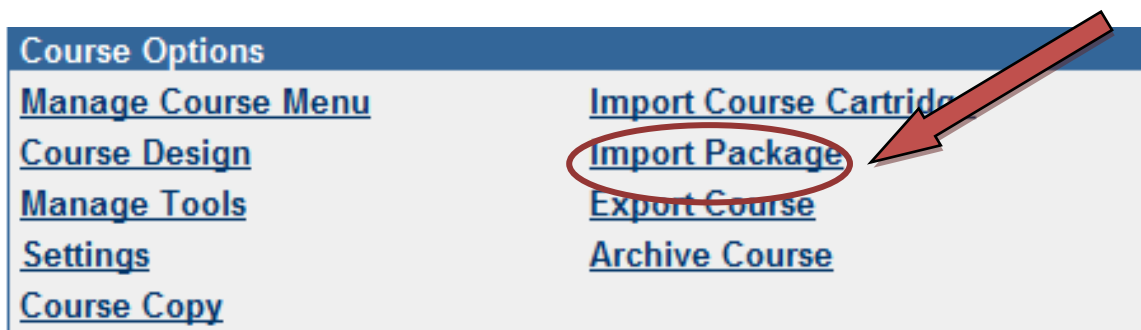 Course Options
Manage Course Menu
Course Design
Manage Tools
Settings
Course Copy
Import Course Cartridge
Import Package
Export Course
Archive Course